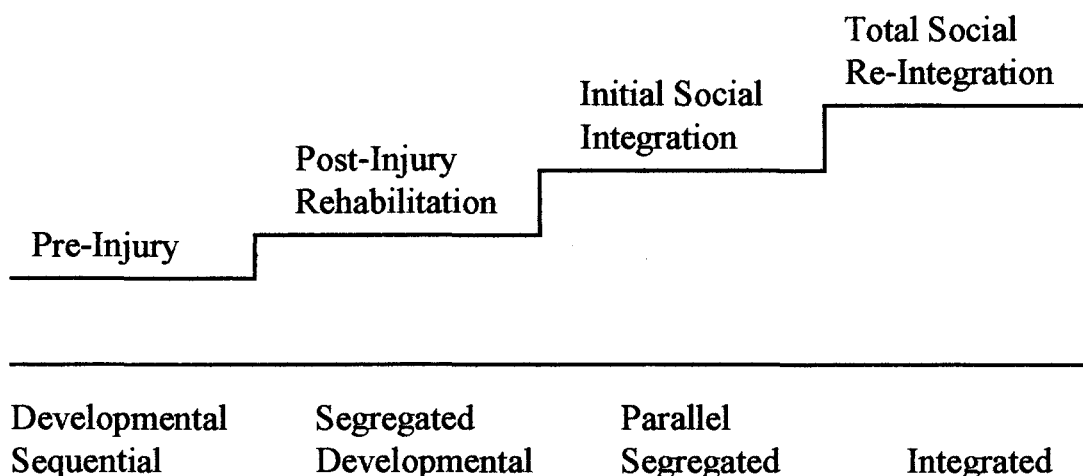 Total Social
Re-Integration
Initial Social
Integration
Post-Injury
Rehabilitation
Pre-Injury
Developmental
Sequential
Segregated
Developmental
Parallel
Segregated
Integrated